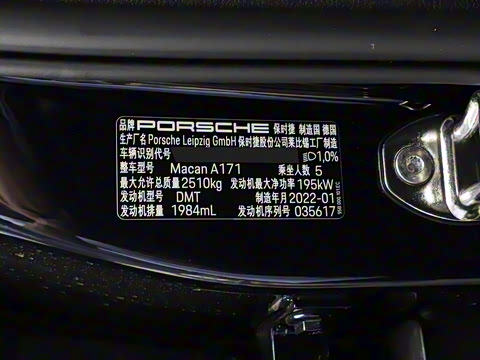 品牌 PORSCHE 保时捷 制造国 德国
生产厂名 Porsche Leipzig GmbH 保时捷股份公司莱比锡工厂制造
车辆识别代号 1,0%
整车型号 Macan A171 乘坐人数 5
最大允许总质量 2510kg 发动机最大净功率 195kW
发动机型号 DMT 制造年月 2022-01
发动机排量 1984mL 发动机序列号 035617